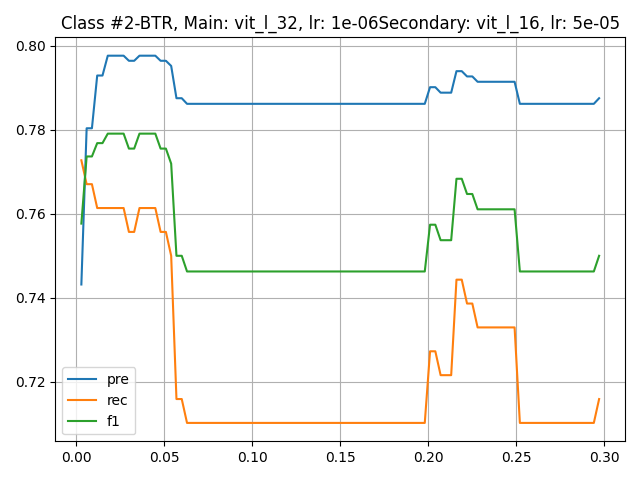 Class #2-BTR, Main: vit_l_32, lr: 1e-06Secondary: vit_l_16, lr: 5e-05
0.80
0.78
0.76
0.74
0.72
pre
rec
f1
0.00 0.05 0.10 0.15 0.20 0.25 0.30